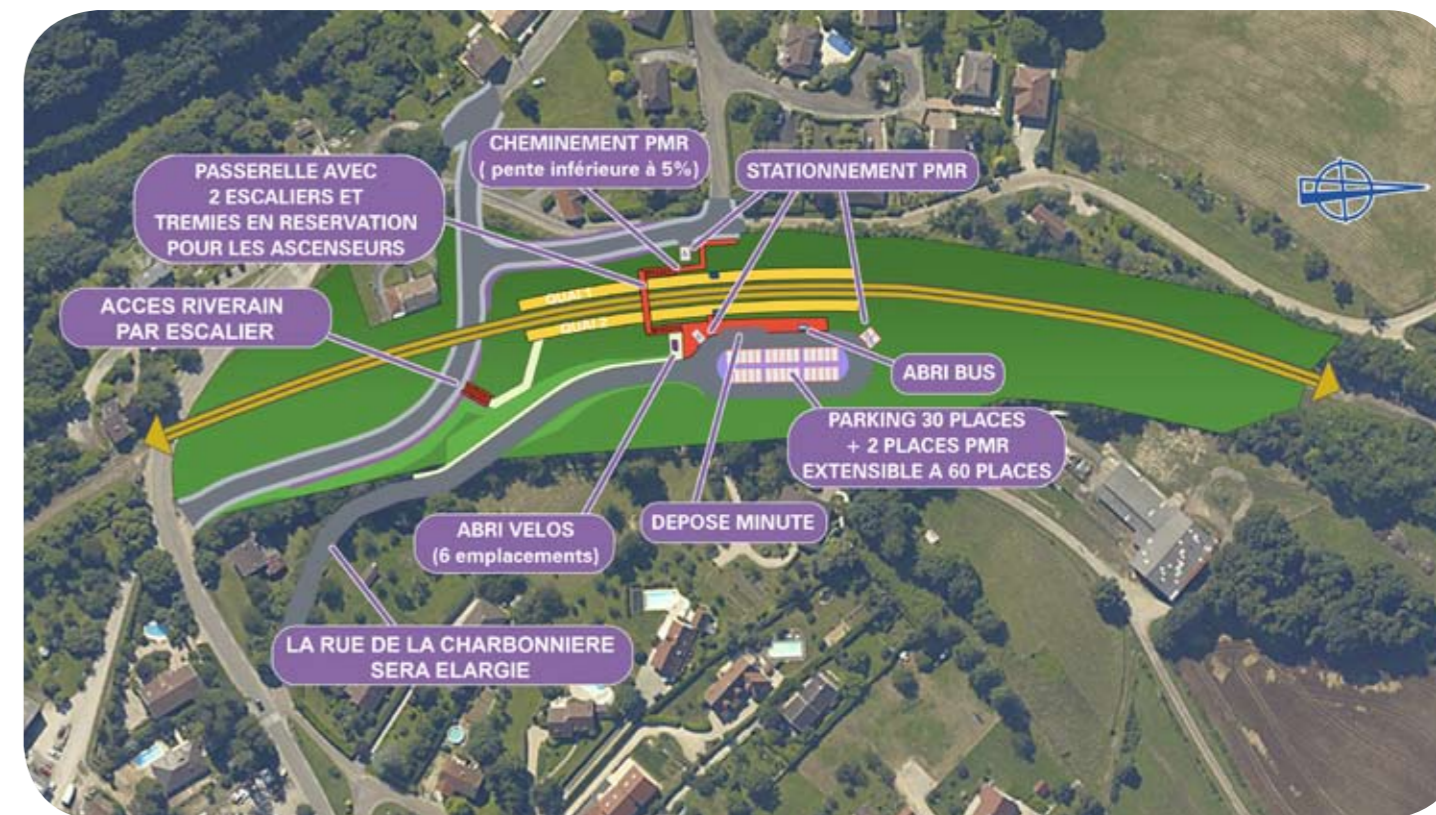 CHEMINEMENT PMR
( pente inférieure à 5%)
STATIONNEMENT PMR
PASSERELLE AVEC
2 ESCALIERS ET
TREMIES EN RESERVATION
POUR LES ASCENSEURS
ACCES RIVERAIN
PAR ESCALIER
QUAI 1
QUAI 2
ABRI BUS
PARKING 30 PLACES
+ 2 PLACES PMR
EXTENSIBLE A 60 PLACES
DEPOSE MINUTE
ABRI VELOS
(6 emplacements)
LA RUE DE LA CHARBONNIERE
SERA ELARGIE